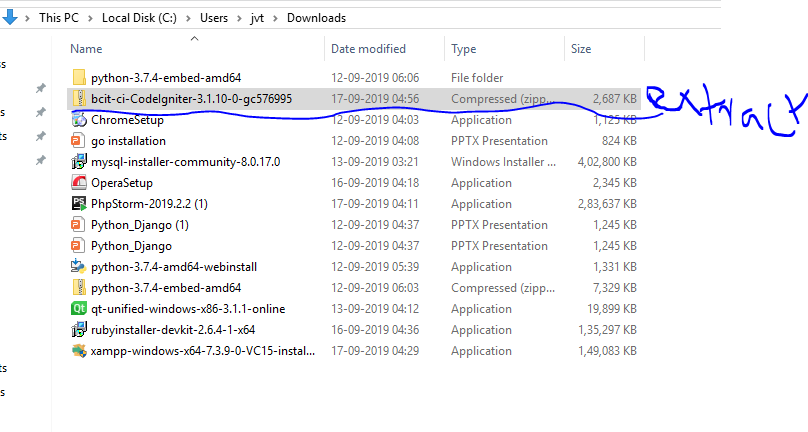 This PC > Local Disk (C:) > Users > jvt > Downloads
Name Date modified Type Size
python-3.7.4-embed-amd64 12-09-2019 06:06 File folder
bcit-ci-CodeIgniter-3.1.10-0-gc576995 17-09-2019 04:56 Compressed (zipp... 2,687 KB extract
ChromeSetup 12-09-2019 04:03 Application 1,125 KB
go installation 12-09-2019 04:08 PPTX Presentation 824 KB
mysql-installer-community-8.0.17.0 13-09-2019 03:21 Windows Installer ... 4,02,800 KB
OperaSetup 16-09-2019 04:18 Application 2,345 KB
PhpStorm-2019.2.2 (1) 17-09-2019 04:11 Application 2,83,637 KB
Python_Django (1) 12-09-2019 04:37 PPTX Presentation 1,245 KB
Python_Django 12-09-2019 04:37 PPTX Presentation 1,245 KB
python-3.7.4-amd64-webinstall 12-09-2019 05:39 Application 1,331 KB
python-3.7.4-embed-amd64 12-09-2019 06:03 Compressed (zipp... 7,329 KB
qt-unified-windows-x86-3.1.1-online 13-09-2019 04:12 Application 19,899 KB
rubyinstaller-devkit-2.6.4-1-x64 16-09-2019 04:36 Application 1,35,297 KB
xampp-windows-x64-7.3.9-0-VC15-instal... 17-09-2019 04:29 Application 1,49,083 KB